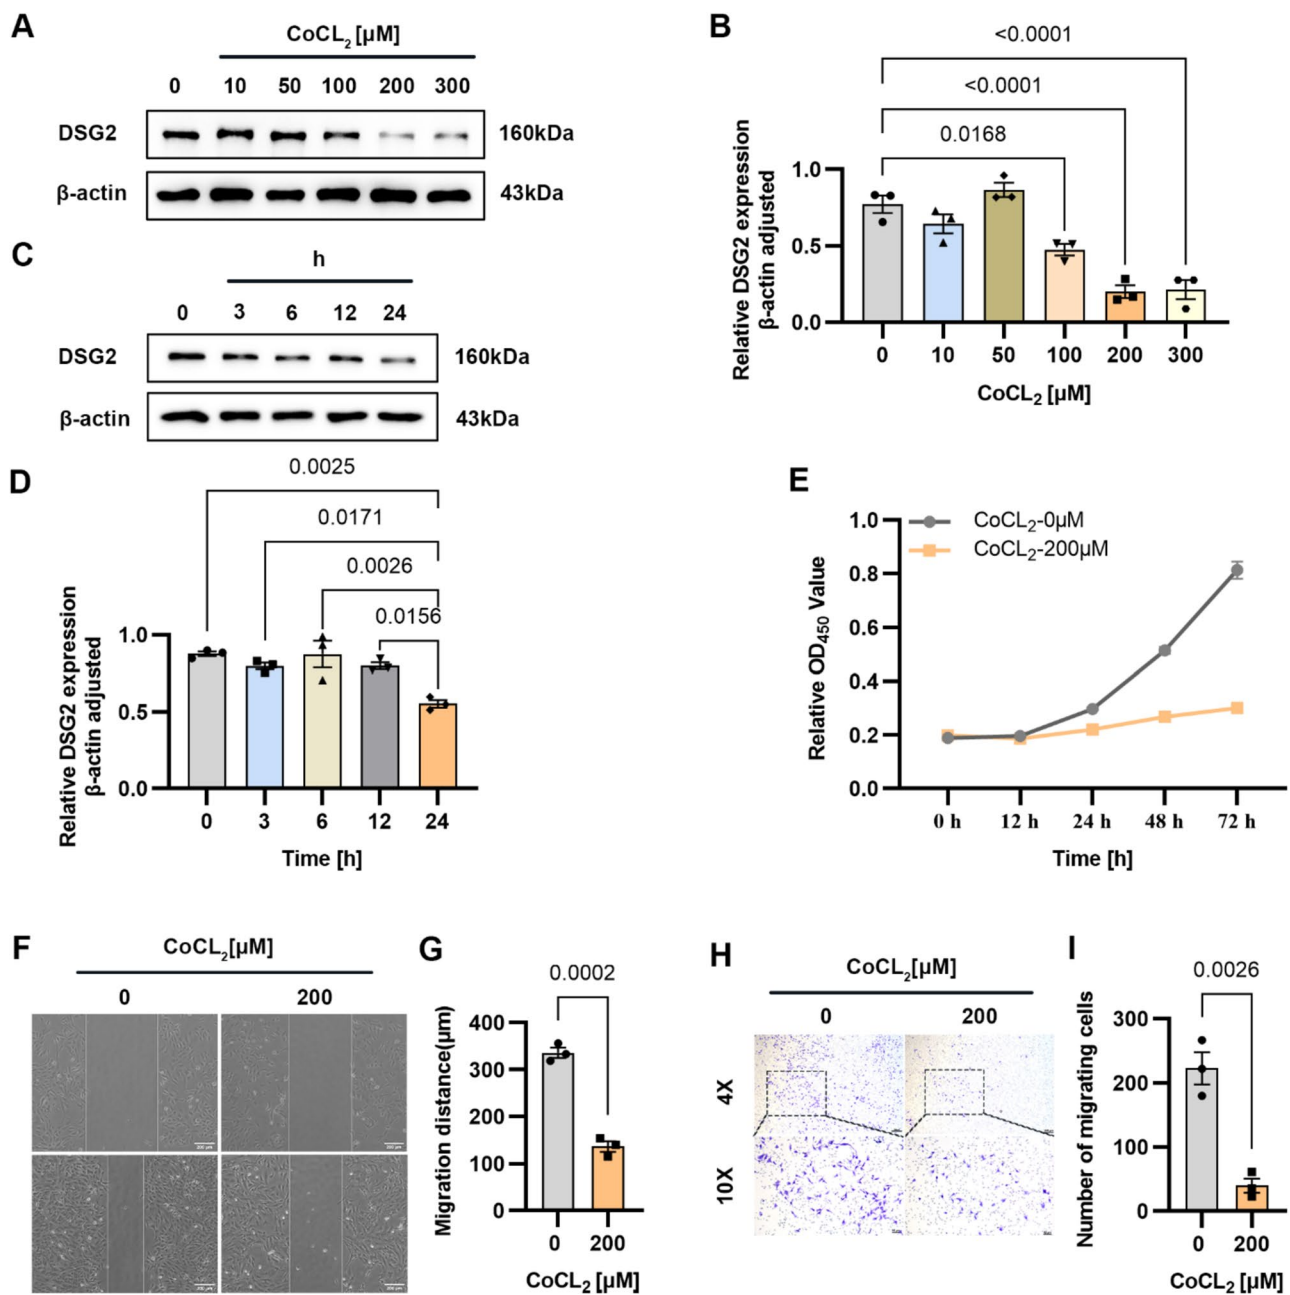 A
CoCL2 [µM]
0 10 50 100 200 300
DSG2 160kDa
β-actin 43kDa
B
<0.0001
<0.0001
0.0168
Relative DSG2 expression
β-actin adjusted
1.0
0.5
0.0
0 10 50 100 200 300
CoCL2 [µM]
C
h
0 3 6 12 24
DSG2 160kDa
β-actin 43kDa
D
0.0025
0.0171
0.0026
0.0156
Relative DSG2 expression
β-actin adjusted
1.0
0.5
0.0
0 3 6 12 24
Time [h]
E
CoCL2-0µM
CoCL2-200µM
Relative OD450 Value
1.0
0.8
0.6
0.4
0.2
0.0
0 h 12 h 24 h 48 h 72 h
Time [h]
F
CoCL2[µM]
0 200
G
0.0002
Migration distance(µm)
400
300
200
100
0
0 200
CoCL2 [µM]
H
CoCL2[µM]
0 200
4X
10X
I
0.0026
Number of migrating cells
300
200
100
0
0 200
CoCL2 [µM]